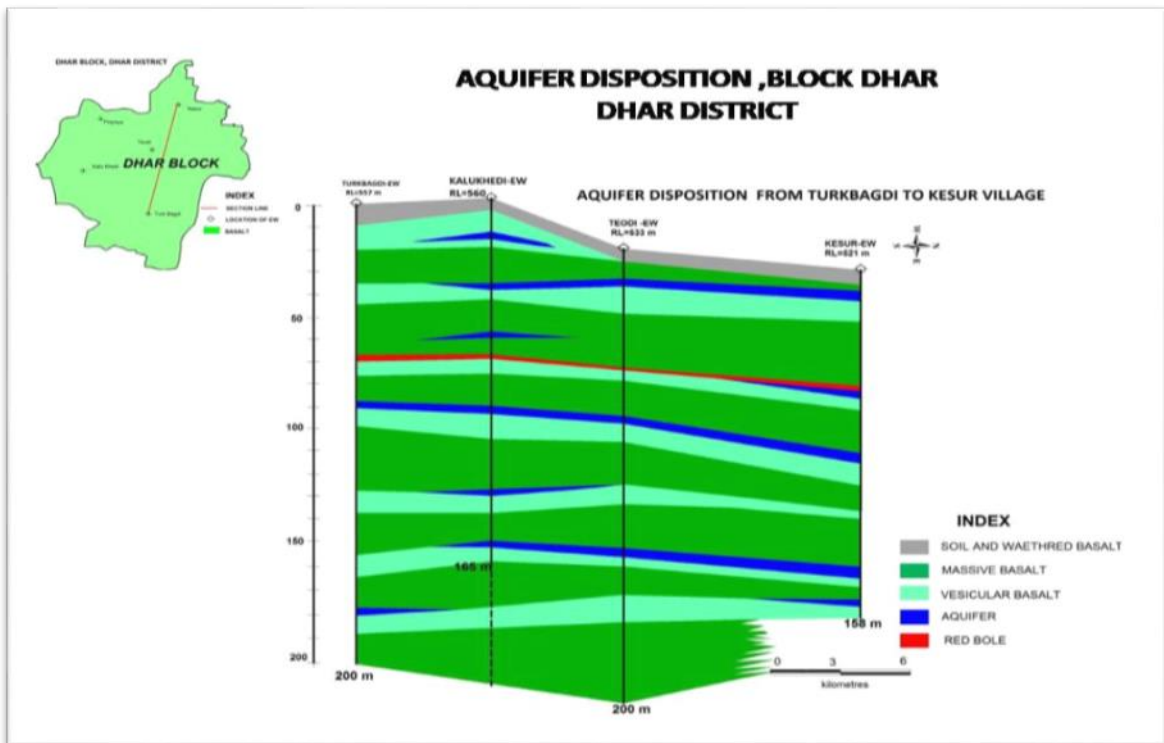 DHAR BLOCK, DHAR DISTRICT
AQUIFER DISPOSITION ,BLOCK DHAR
DHAR DISTRICT
DHAR BLOCK
INDEX
SECTION LINE
LOCATION OF EW
BASALT
AQUIFER DISPOSITION FROM TURKBAGDI TO KESUR VILLAGE
TURKBAGDI-EW
RL=557 m
KALUKHEDI-EW
RL=560
TEODI -EW
RL=533 m
KESUR-EW
RL=521 m
0
50
100
150
200
165 m
200 m
200 m
158 m
INDEX
SOIL AND WAETHRED BASALT
MASSIVE BASALT
VESICULAR BASALT
AQUIFER
RED BOLE
0 3 6
kilometres